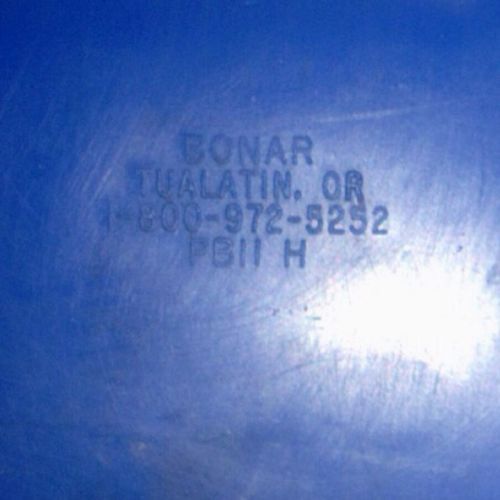 BONAR
TUALATIN, OR
1-800-972-5252
PB11 H